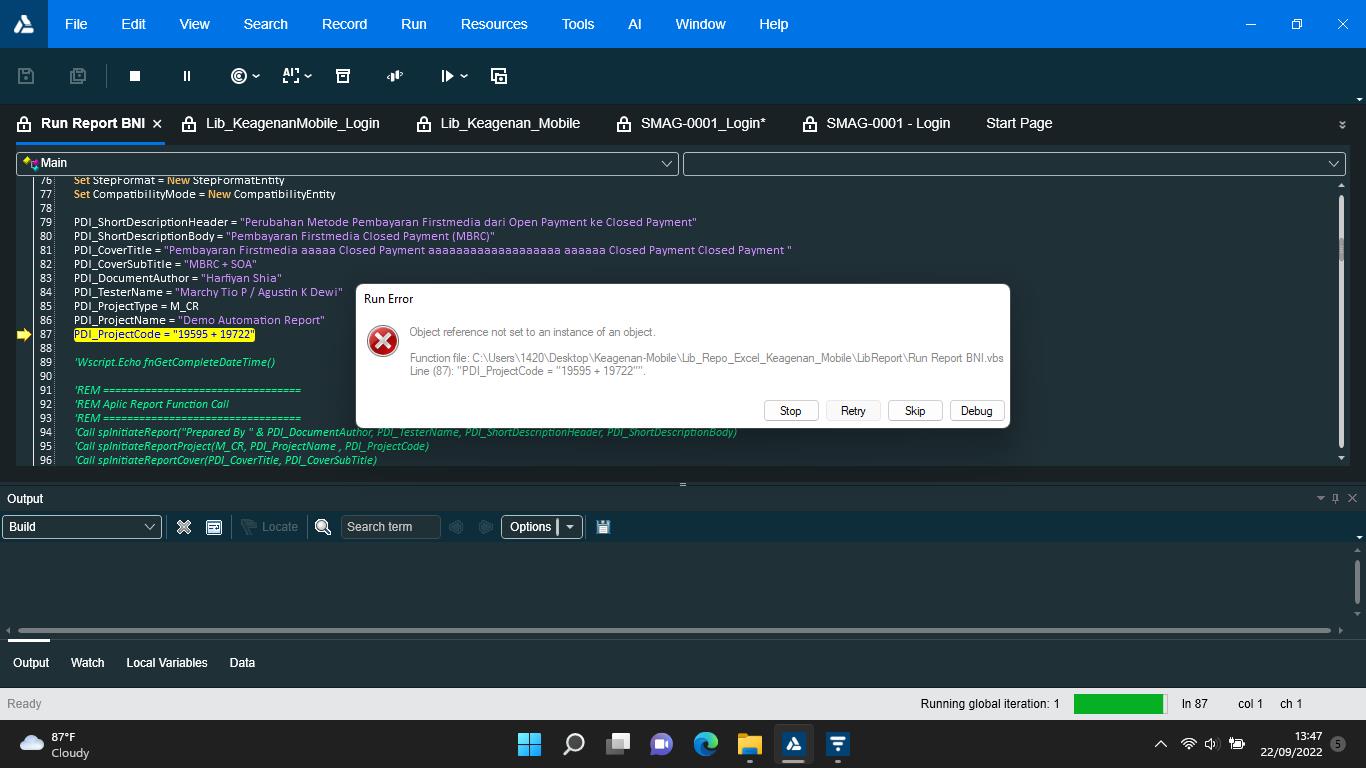 File Edit View Search Record Run Resources Tools AI Window Help
AI
Run Report BNI Lib_KeagenanMobile_Login Lib_Keagenan_Mobile SMAG-0001_Login* SMAG-0001 - Login Start Page
Main
76 Set StepFormat = New StepFormatEntity
77 Set CompatibilityMode = New CompatibilityEntity
78
79 PDI_ShortDescriptionHeader = "Perubahan Metode Pembayaran Firstmedia dari Open Payment ke Closed Payment"
80 PDI_ShortDescriptionBody = "Pembayaran Firstmedia Closed Payment (MBRC)"
81 PDI_CoverTitle = "Pembayaran Firstmedia aaaaa Closed Payment aaaaaaaaaaaaaaaaaaa aaaaaa Closed Payment Closed Payment "
82 PDI_CoverSubTitle = "MBRC + SOA"
83 PDI_DocumentAuthor = "Harfiyan Shia"
84 PDI_TesterName = "Marchy Tio P / Agustin K Dewi"
85 PDI_ProjectType = M_CR
86 PDI_ProjectName = "Demo Automation Report"
87 PDI_ProjectCode = "19595 + 19722"
88
89 'Wscript.Echo fnGetCompleteDateTime()
90
91 'REM =================================
92 'REM Aplic Report Function Call
93 'REM =================================
94 'Call spInitiateReport("Prepared By " & PDI_DocumentAuthor, PDI_TesterName, PDI_ShortDescriptionHeader, PDI_ShortDescriptionBody)
95 'Call spInitiateReportProject(M_CR, PDI_ProjectName , PDI_ProjectCode)
96 'Call spInitiateReportCover(PDI_CoverTitle, PDI_CoverSubTitle)
Run Error
Object reference not set to an instance of an object.
Function file: C:\Users\1420\Desktop\Keagenan-Mobile\Lib_Repo_Excel_Keagenan_Mobile\LibReport\Run Report BNI.vbs
Line (87): "PDI_ProjectCode = "19595 + 19722"".
Stop Retry Skip Debug
Output
Build Locate Search term Options
Output Watch Local Variables Data
Ready Running global iteration: 1 ln 87 col 1 ch 1
87°F
Cloudy
13:47
22/09/2022 5